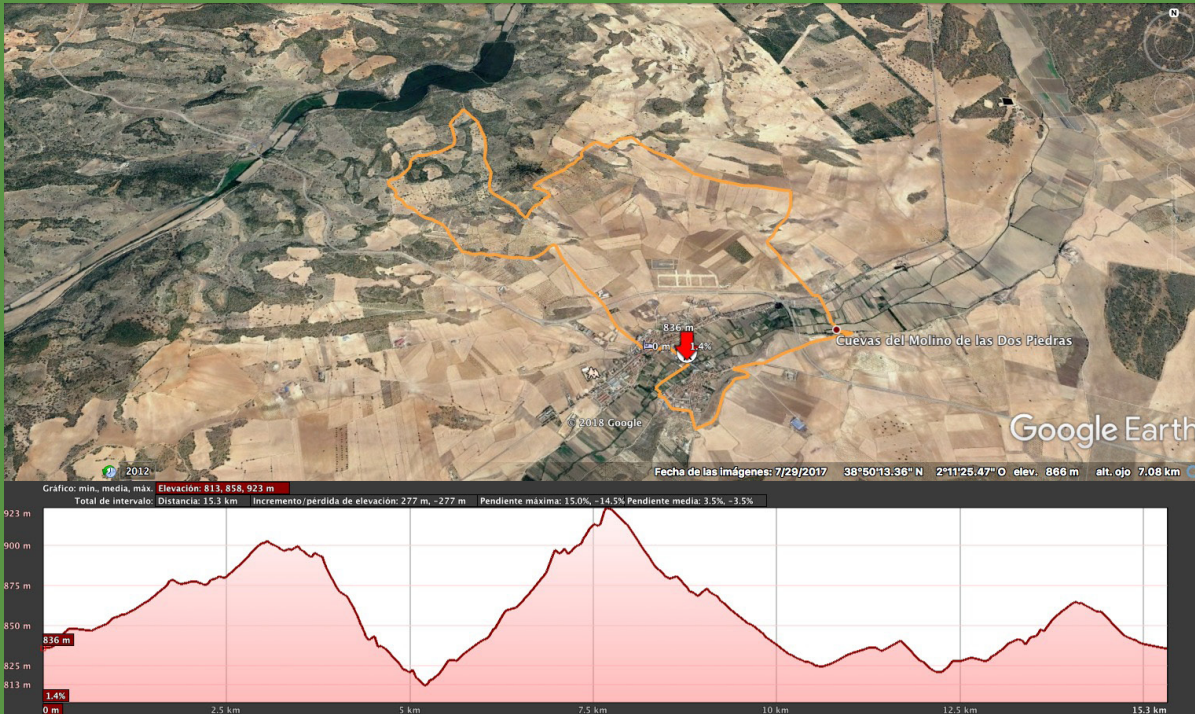 N
836 m
0 m
1.4%
Cuevas del Molino de las Dos Piedras
© 2018 Google
Google Earth
2012
Fecha de las imágenes: 7/29/2017 38°50'13.36" N 2°11'25.47" O elev. 866 m alt. ojo 7.08 km
Gráfico: min., media, máx. Elevación: 813, 858, 923 m
Total de intervalo: Distancia: 15.3 km Incremento/pérdida de elevación: 277 m, -277 m Pendiente máxima: 15.0%, -14.5% Pendiente media: 3.5%, -3.5%
923 m
900 m
875 m
850 m
836 m
825 m
813 m
1.4%
0 m 2.5 km 5 km 7.5 km 10 km 12.5 km 15.3 km